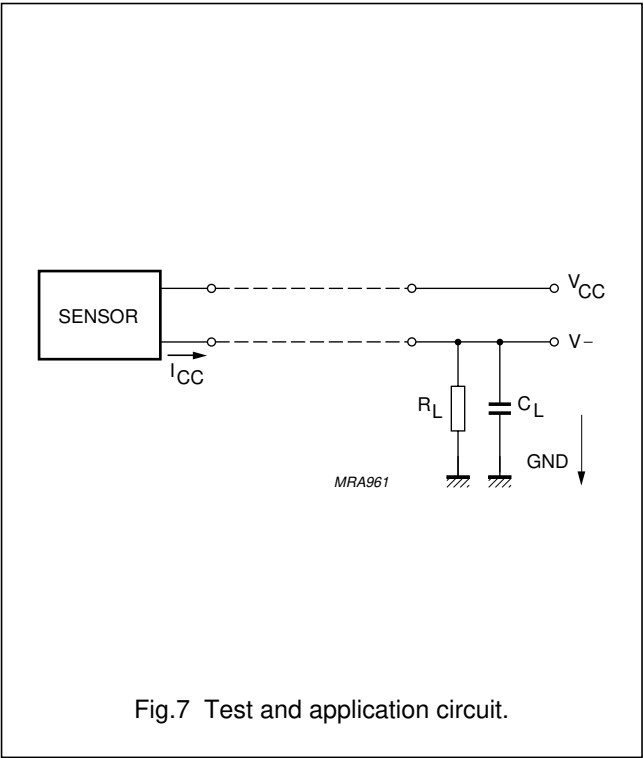 SENSOR
VCC
V–
ICC
RL
CL
GND
MRA961
Fig.7 Test and application circuit.